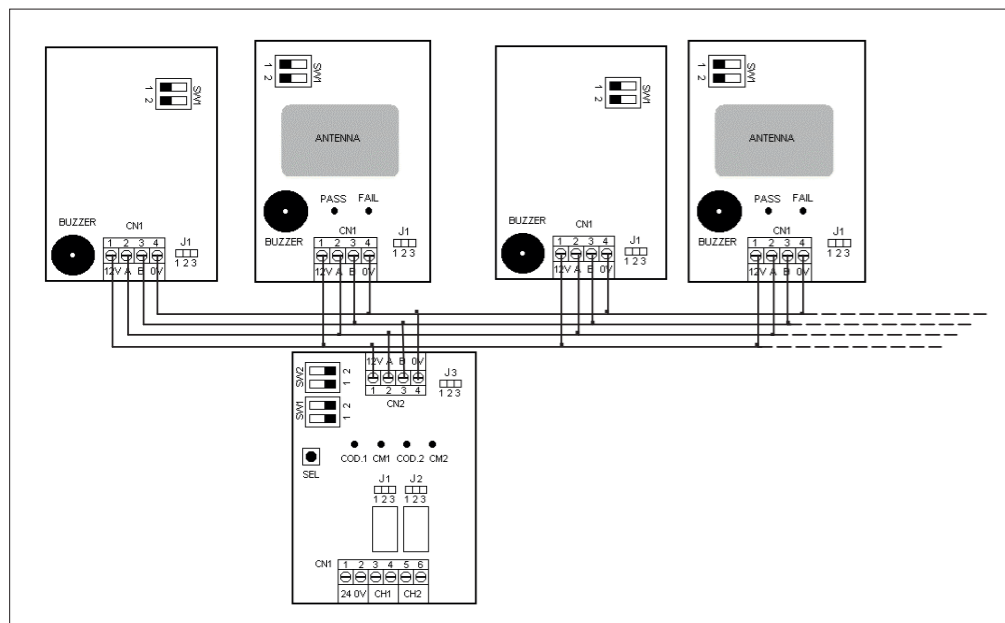 1
2
SW1
BUZZER
CN1
1 2 3 4
12V A B 0V
J1
1 2 3
1
2
SW1
ANTENNA
PASS FAIL
BUZZER
CN1
1 2 3 4
12V A B 0V
J1
1 2 3
1
2
SW1
BUZZER
CN1
1 2 3 4
12V A B 0V
J1
1 2 3
1
2
SW1
ANTENNA
PASS FAIL
BUZZER
CN1
1 2 3 4
12V A B 0V
J1
1 2 3
12V A B 0V
1 2 3 4
CN2
J3
1 2 3
SW2
2
1
SW1
2
1
SEL
COD.1 CM1 COD.2 CM2
J1
1 2 3
J2
1 2 3
CN1
1 2 3 4 5 6
24 0V CH1 CH2